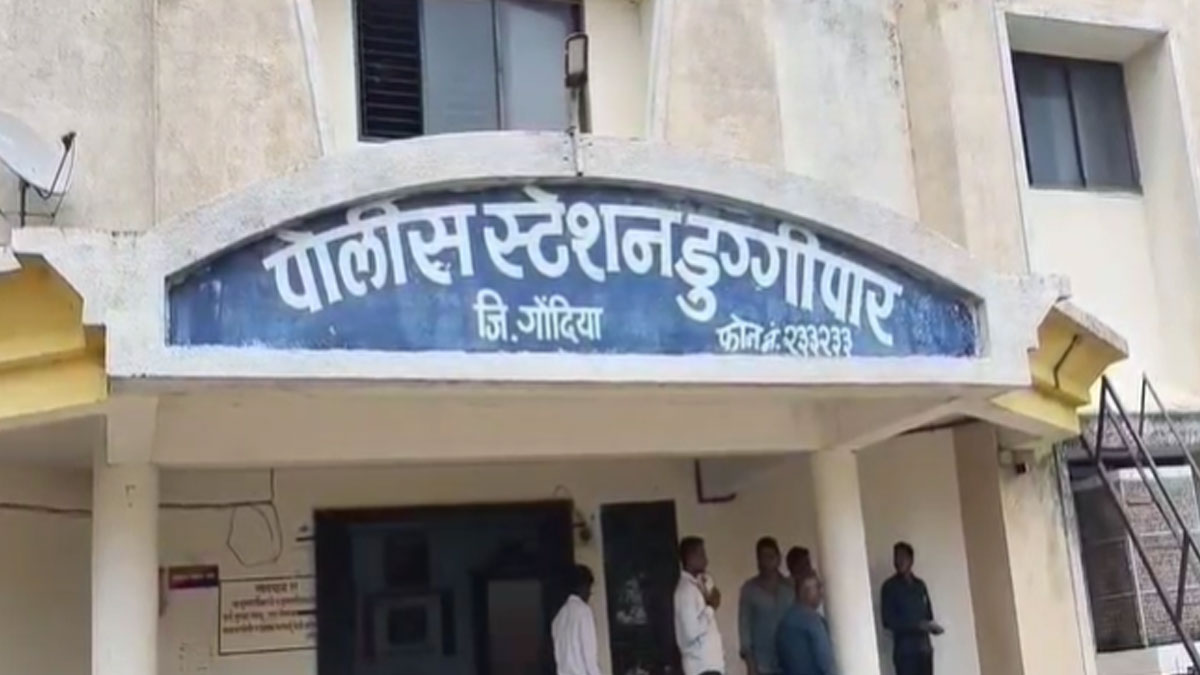 पोलीस स्टेशन डुग्गीपार
जि. गोंदिया
फोन नं. २३३२३३